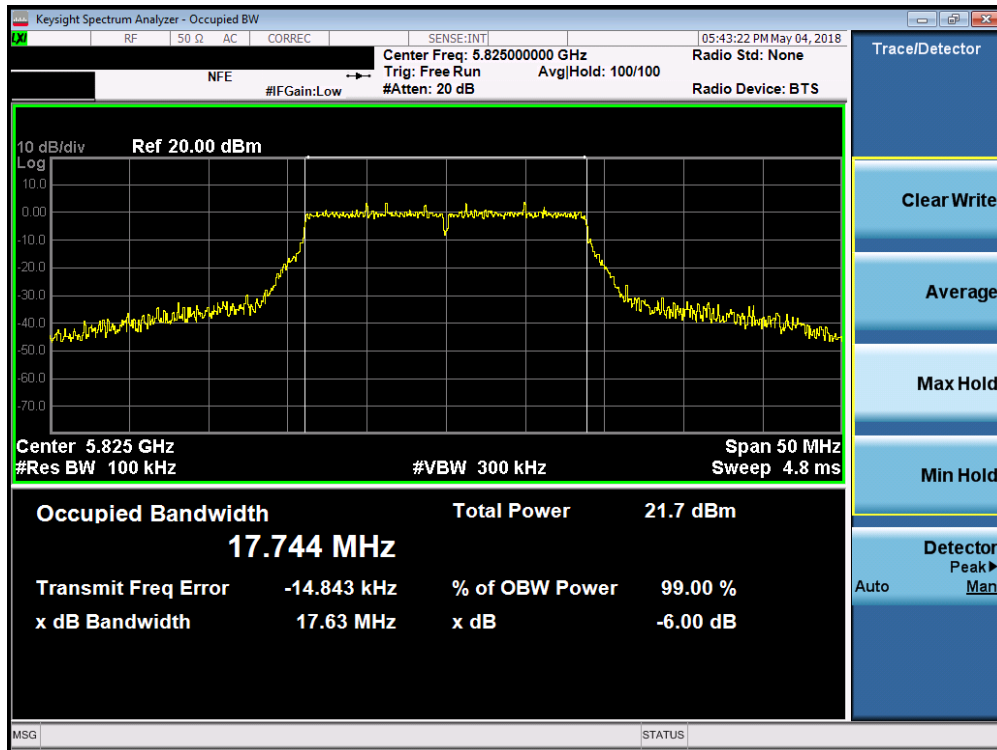 Keysight Spectrum Analyzer - Occupied BW
LXI RF 50 Ω AC CORREC SENSE:INT 05:43:22 PM May 04, 2018
Center Freq: 5.825000000 GHz Radio Std: None
NFE Trig: Free Run Avg|Hold: 100/100
#IFGain:Low #Atten: 20 dB Radio Device: BTS
Trace/Detector
10 dB/div Ref 20.00 dBm
Log
10.0
0.00
-10.0
-20.0
-30.0
-40.0
-50.0
-60.0
-70.0
Center 5.825 GHz Span 50 MHz
#Res BW 100 kHz #VBW 300 kHz Sweep 4.8 ms
Occupied Bandwidth Total Power 21.7 dBm
17.744 MHz
Transmit Freq Error -14.843 kHz % of OBW Power 99.00 %
x dB Bandwidth 17.63 MHz x dB -6.00 dB
Clear Write
Average
Max Hold
Min Hold
Detector
Peak▶
Auto Man
MSG STATUS